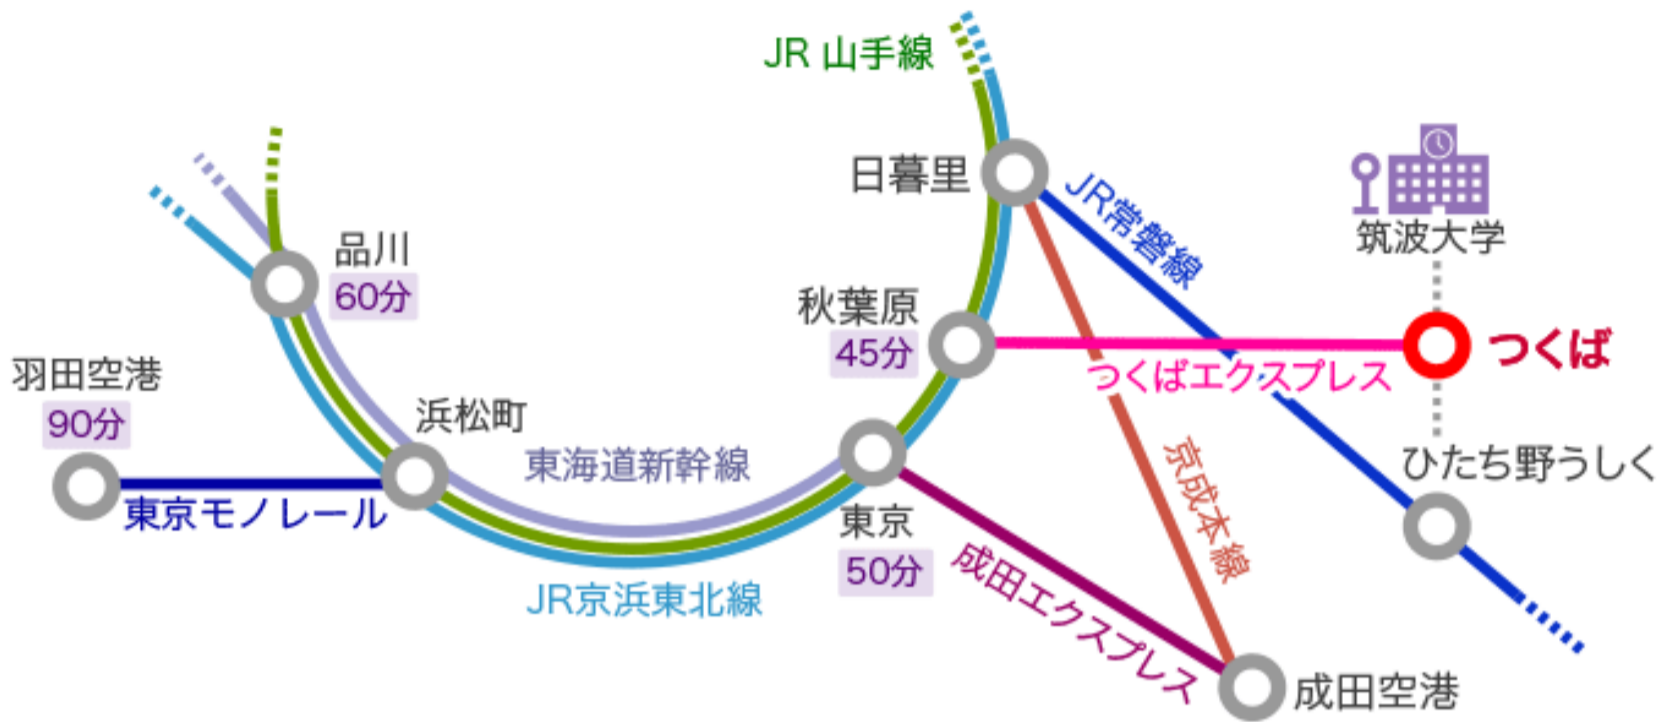 JR 山手線
日暮里
JR常磐線
筑波大学
品川
60分
秋葉原
45分
つくば
つくばエクスプレス
羽田空港
90分
浜松町
東海道新幹線
ひたち野うしく
東京モノレール
東京
50分
京成本線
成田エクスプレス
JR京浜東北線
成田空港